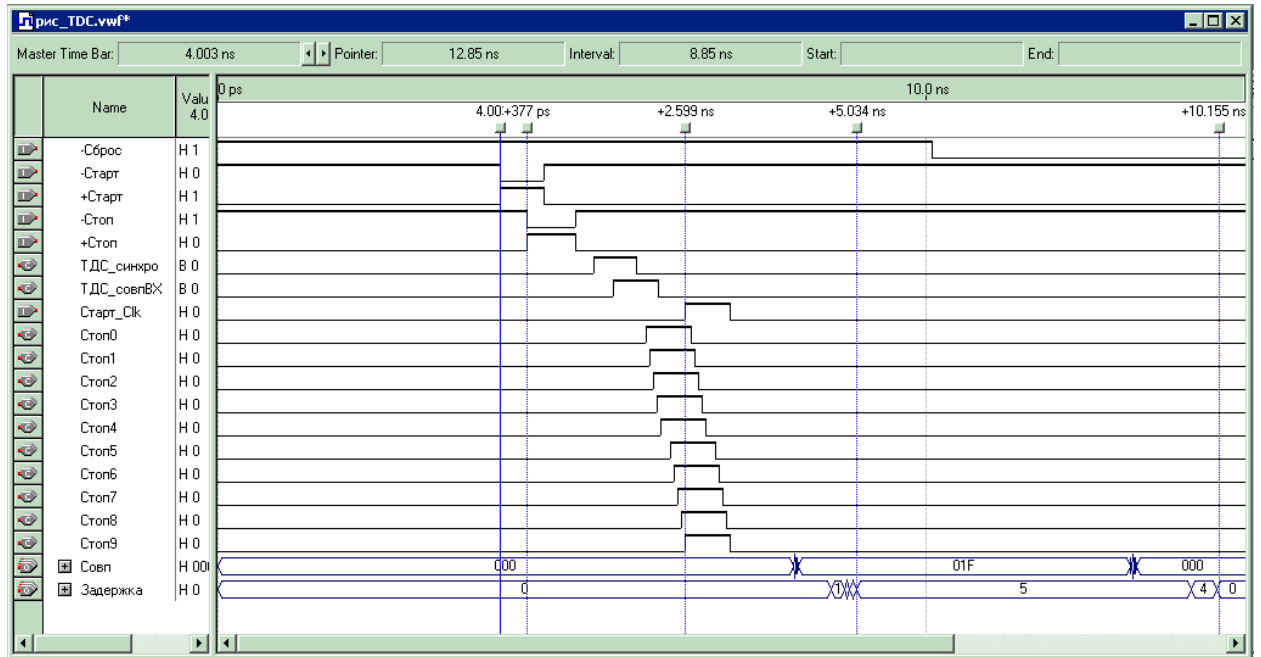 рис_TDC.vwf*
Master Time Bar: 4.003 ns Pointer: 12.85 ns Interval: 8.85 ns Start: End:
Name Valu 4.0
0 ps 10.0 ns
4.00 +377 ps +2.599 ns +5.034 ns +10.155 ns
-Сброс H 1
-Старт H 0
+Старт H 1
-Стоп H 1
+Стоп H 0
ТДС_синхро B 0
ТДС_совпВХ B 0
Старт_Clk H 0
Стоп0 H 0
Стоп1 H 0
Стоп2 H 0
Стоп3 H 0
Стоп4 H 0
Стоп5 H 0
Стоп6 H 0
Стоп7 H 0
Стоп8 H 0
Стоп9 H 0
Совп H 00 000 01F 000
Задержка H 0 0 1 5 4 0